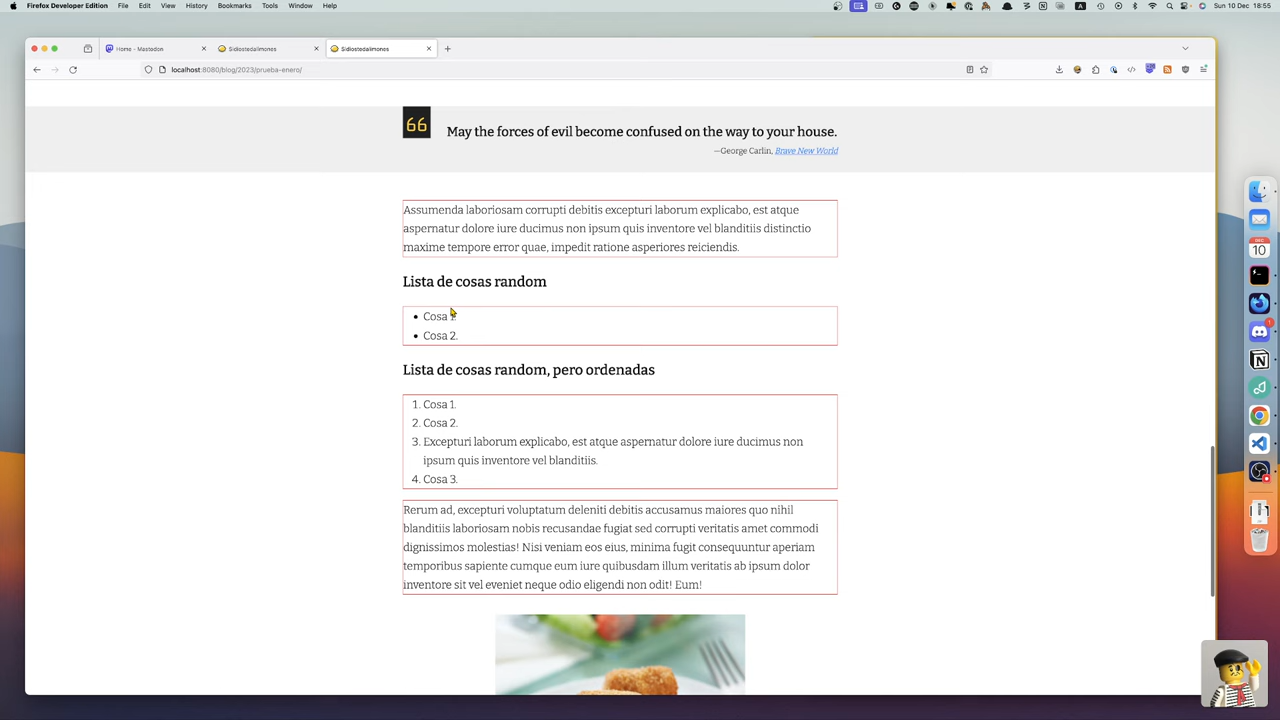 Firefox Developer Edition File Edit View History Bookmarks Tools Window Help
Sun 10 Dec 18:55
Home - Mastodon
Sidiostedalimones
Sidiostedalimones
localhost:8080/blog/2023/prueba-enero/
May the forces of evil become confused on the way to your house.
—George Carlin, Brave New World
Assumenda laboriosam corrupti debitis excepturi laborum explicabo, est atque
aspernatur dolore iure ducimus non ipsum quis inventore vel blanditiis distinctio
maxime tempore error quae, impedit ratione asperiores reiciendis.
Lista de cosas random
Cosa 1.
Cosa 2.
Lista de cosas random, pero ordenadas
1. Cosa 1.
2. Cosa 2.
3. Excepturi laborum explicabo, est atque aspernatur dolore iure ducimus non
ipsum quis inventore vel blanditiis.
4. Cosa 3.
Rerum ad, excepturi voluptatum deleniti debitis accusamus maiores quo nihil
blanditiis laboriosam nobis recusandae fugiat sed corrupti veritatis amet commodi
dignissimos molestias! Nisi veniam eos eius, minima fugit consequuntur aperiam
temporibus sapiente cumque eum iure quibusdam illum veritatis ab ipsum dolor
inventore sit vel eveniet neque odio eligendi non odit! Eum!
DEC
10